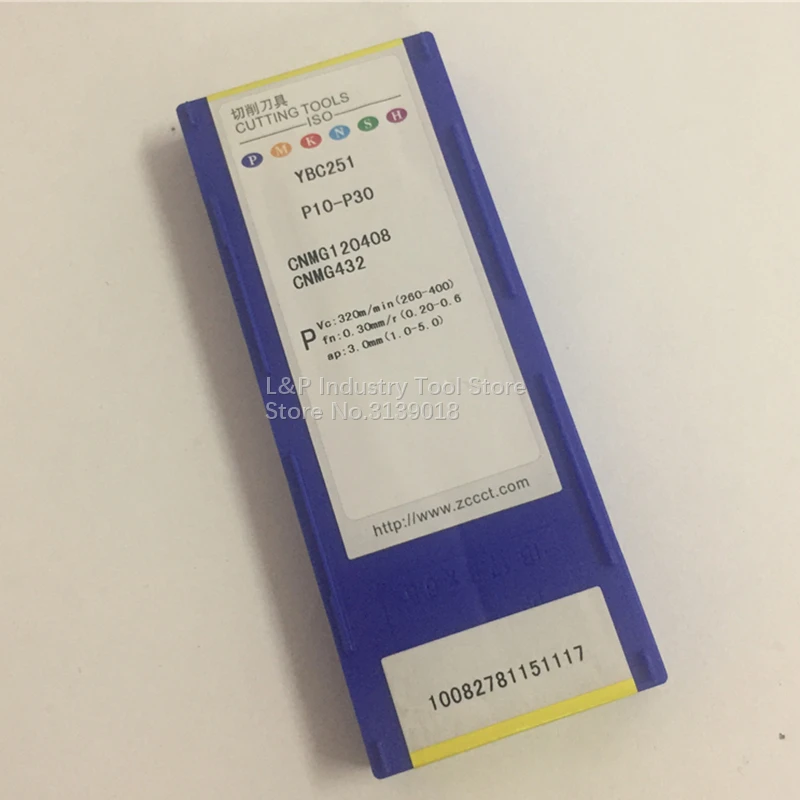 切削刀具
CUTTING TOOLS
ISO
P M K N S H
YBC251
P10-P30
CNMG120408
CNMG432
P
Vc:320m/min(260-400)
fn:0.30mm/r(0.20-0.6
ap:3.0mm(1.0-5.0)
L&P Industry Tool Store
Store No.3139018
http://www.zccct.com
10082781151117